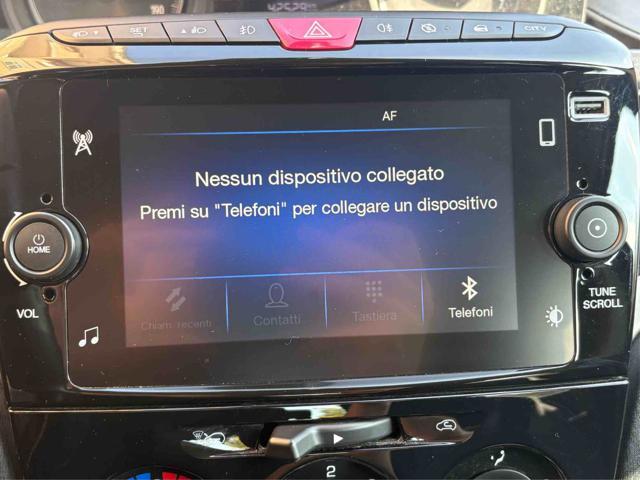 SET
CITY
AF
Nessun dispositivo collegato
Premi su "Telefoni" per collegare un dispositivo
HOME
VOL
TUNE
SCROLL
Chiam. recenti
Contatti
Tastiera
Telefoni
2